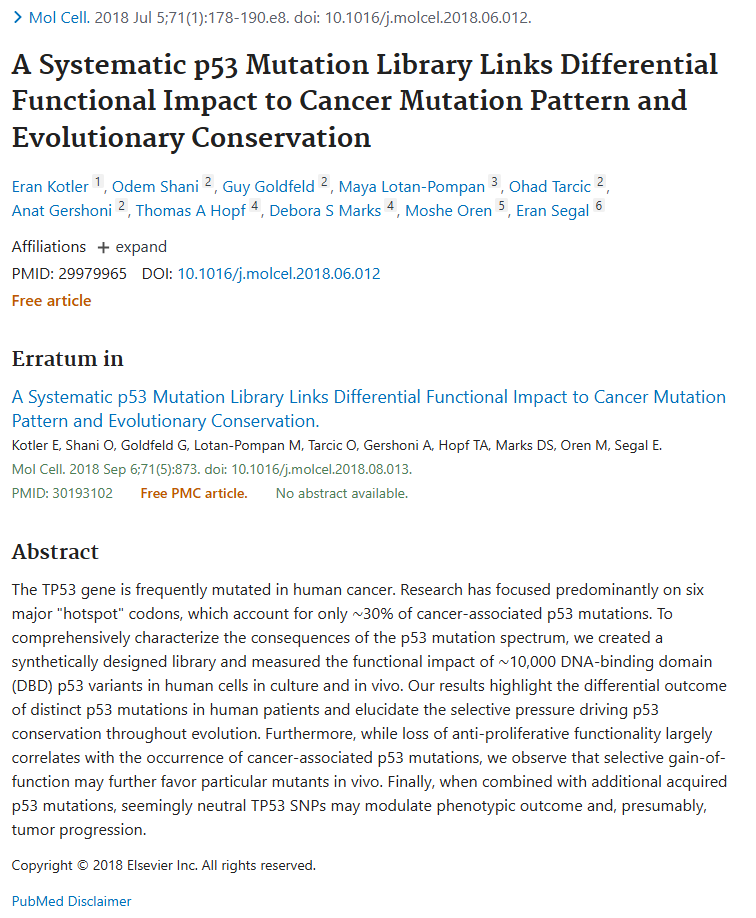 > Mol Cell. 2018 Jul 5;71(1):178-190.e8. doi: 10.1016/j.molcel.2018.06.012.
A Systematic p53 Mutation Library Links Differential
Functional Impact to Cancer Mutation Pattern and
Evolutionary Conservation
Eran Kotler 1, Odem Shani 2, Guy Goldfeld 2, Maya Lotan-Pompan 3, Ohad Tarcic 2,
Anat Gershoni 2, Thomas A Hopf 4, Debora S Marks 4, Moshe Oren 5, Eran Segal 6
Affiliations + expand
PMID: 29979965 DOI: 10.1016/j.molcel.2018.06.012
Free article
Erratum in
A Systematic p53 Mutation Library Links Differential Functional Impact to Cancer Mutation
Pattern and Evolutionary Conservation.
Kotler E, Shani O, Goldfeld G, Lotan-Pompan M, Tarcic O, Gershoni A, Hopf TA, Marks DS, Oren M, Segal E.
Mol Cell. 2018 Sep 6;71(5):873. doi: 10.1016/j.molcel.2018.08.013.
PMID: 30193102 Free PMC article. No abstract available.
Abstract
The TP53 gene is frequently mutated in human cancer. Research has focused predominantly on six
major "hotspot" codons, which account for only ~30% of cancer-associated p53 mutations. To
comprehensively characterize the consequences of the p53 mutation spectrum, we created a
synthetically designed library and measured the functional impact of ~10,000 DNA-binding domain
(DBD) p53 variants in human cells in culture and in vivo. Our results highlight the differential outcome
of distinct p53 mutations in human patients and elucidate the selective pressure driving p53
conservation throughout evolution. Furthermore, while loss of anti-proliferative functionality largely
correlates with the occurrence of cancer-associated p53 mutations, we observe that selective gain-of-
function may further favor particular mutants in vivo. Finally, when combined with additional acquired
p53 mutations, seemingly neutral TP53 SNPs may modulate phenotypic outcome and, presumably,
tumor progression.
Copyright © 2018 Elsevier Inc. All rights reserved.
PubMed Disclaimer